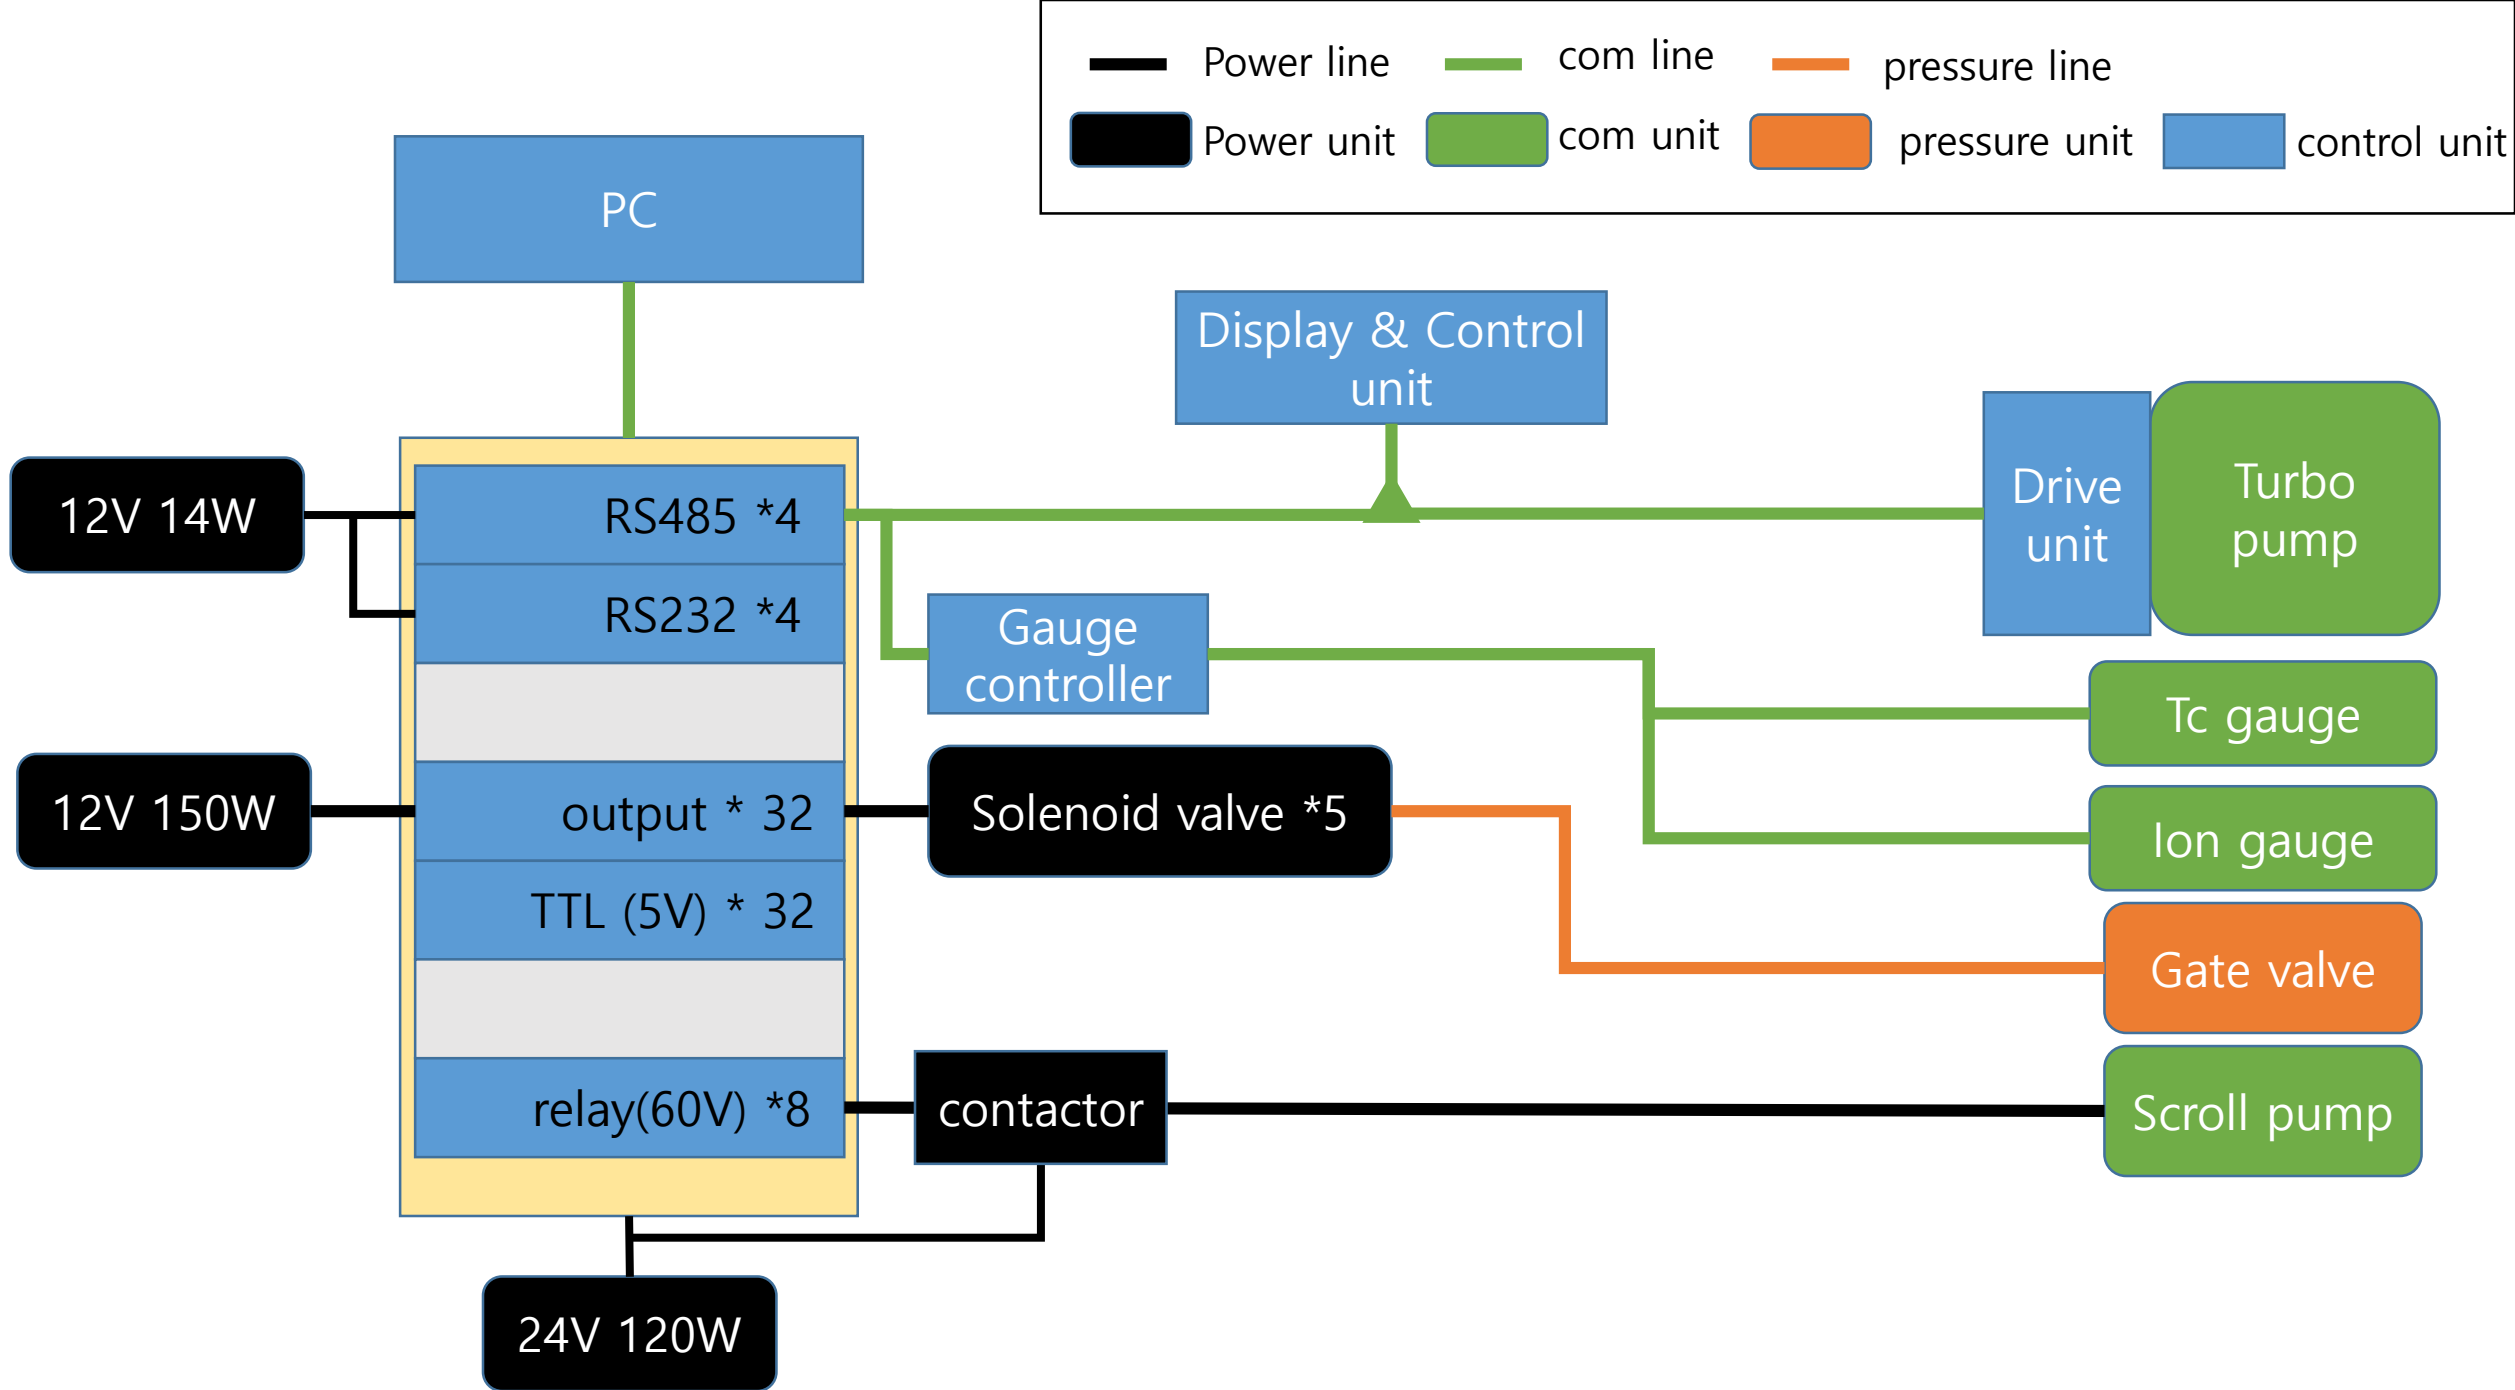 Power line
com line
pressure line
Power unit
com unit
pressure unit
control unit
PC
Display & Control
unit
12V 14W
RS485 *4
Drive
unit
Turbo
pump
RS232 *4
Gauge
controller
Tc gauge
12V 150W
output * 32
Solenoid valve *5
Ion gauge
TTL (5V) * 32
Gate valve
relay(60V) *8
contactor
Scroll pump
24V 120W